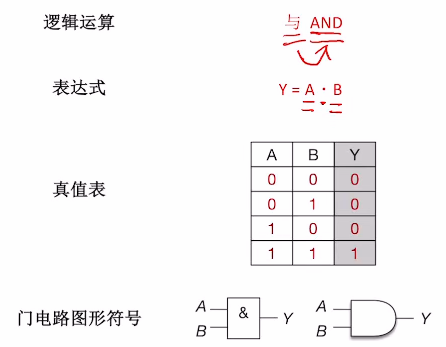 逻辑运算 与 AND
表达式 Y = A · B
A B Y
0 0 0
0 1 0
真值表
1 0 0
1 1 1
门电路图形符号 A B & Y A B Y